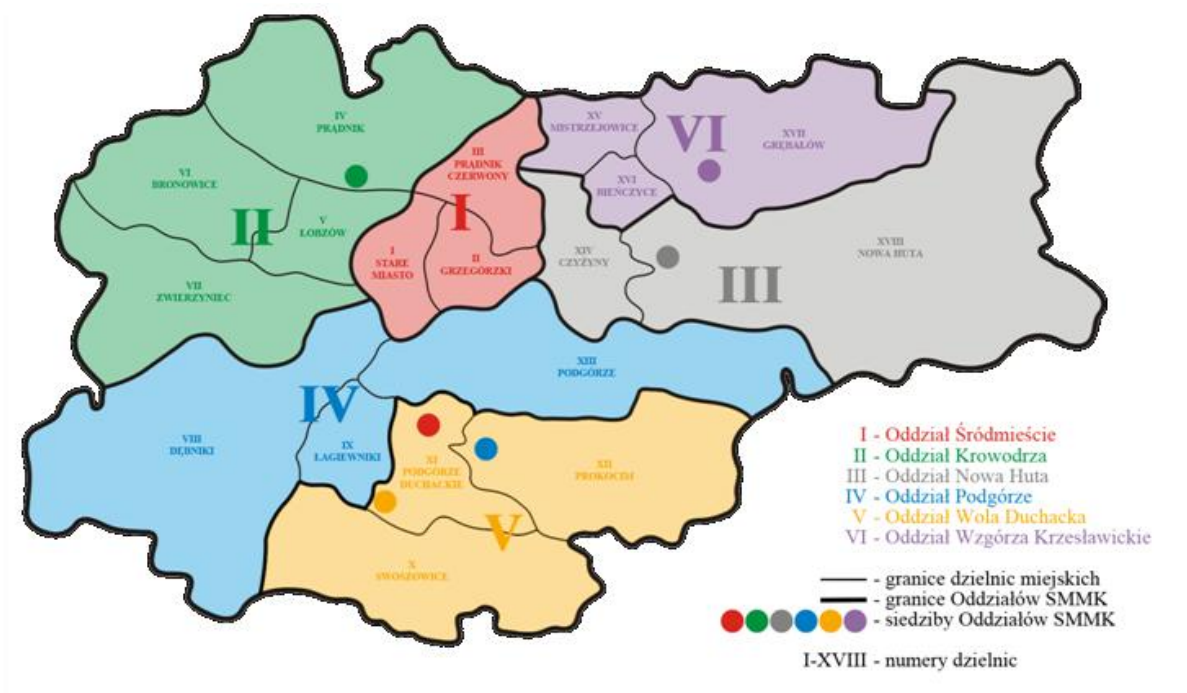 IV
PRĄDNIK
III
PRĄDNIK
CZERWONY
XV
MISTRZEJOWICE
VI
XVII
GRĘBAŁÓW
VI
BRONOWICE
XVI
BIEŃCZYCE
II
V
ŁOBZÓW
I
I
STARE
MIASTO
II
GRZEGÓRZKI
XIV
CZYŻYNY
III
XVIII
NOWA HUTA
VII
ZWIERZYNIEC
XIII
PODGÓRZE
IV
VIII
DĘBNIKI
IX
ŁAGIEWNIKI
XI
PODGÓRZE
DUCHACKIE
XII
PROKOCIM
V
X
SWOSZOWICE
I - Oddział Śródmieście
II - Oddział Krowodrza
III - Oddział Nowa Huta
IV - Oddział Podgórze
V - Oddział Wola Duchacka
VI - Oddział Wzgórza Krzesławickie
- granice dzielnic miejskich
- granice Oddziałów SMMK
- siedziby Oddziałów SMMK
I-XVIII - numery dzielnic